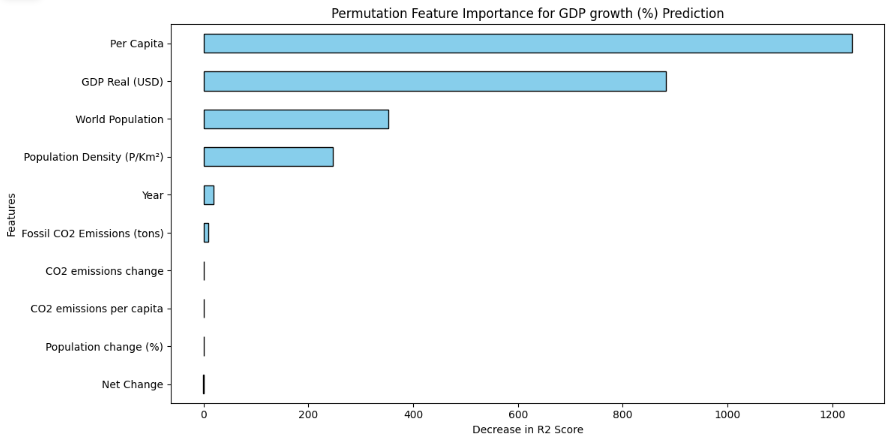 Permutation Feature Importance for GDP growth (%) Prediction
Per Capita
GDP Real (USD)
World Population
Population Density (P/Km²)
Year
Fossil CO2 Emissions (tons)
CO2 emissions change
CO2 emissions per capita
Population change (%)
Net Change
Features
0 200 400 600 800 1000 1200
Decrease in R2 Score